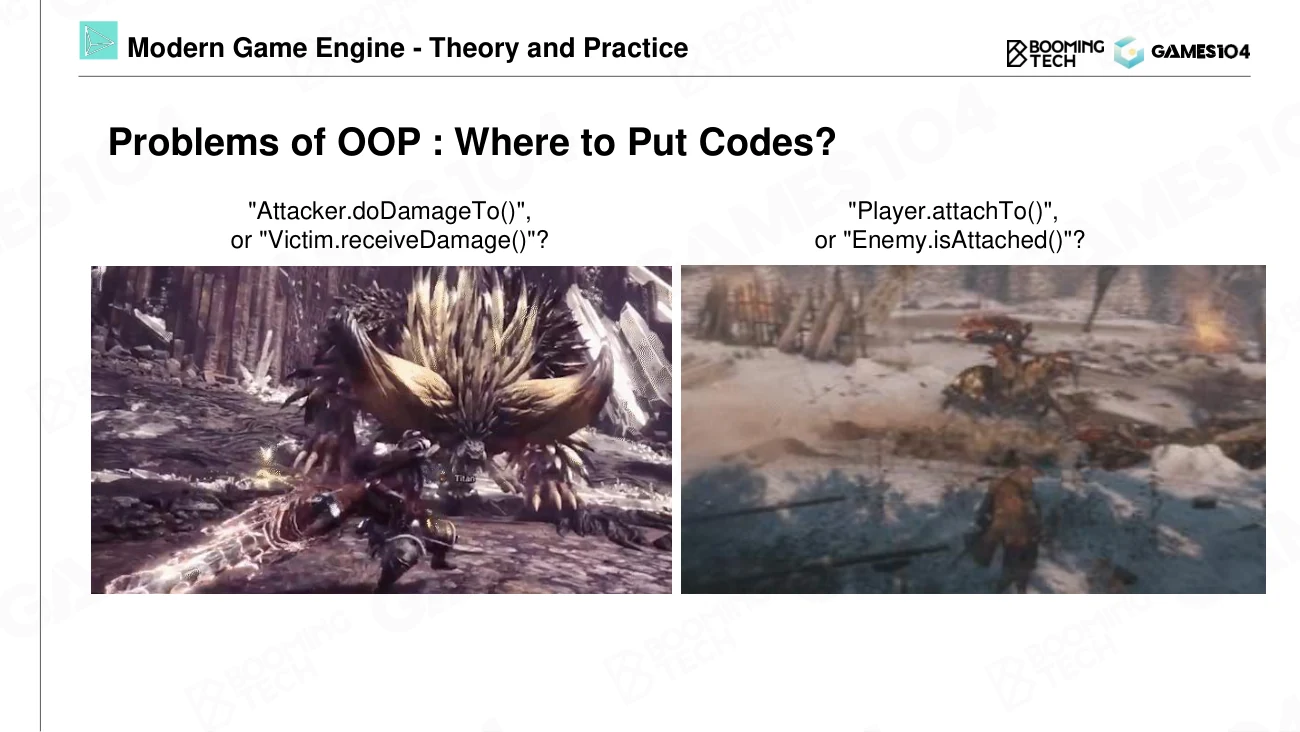 Modern Game Engine - Theory and Practice
BOOMING
TECH
GAMES104
Problems of OOP : Where to Put Codes?
"Attacker.doDamageTo()",
or "Victim.receiveDamage()"?
"Player.attachTo()",
or "Enemy.isAttached()"?
Titan